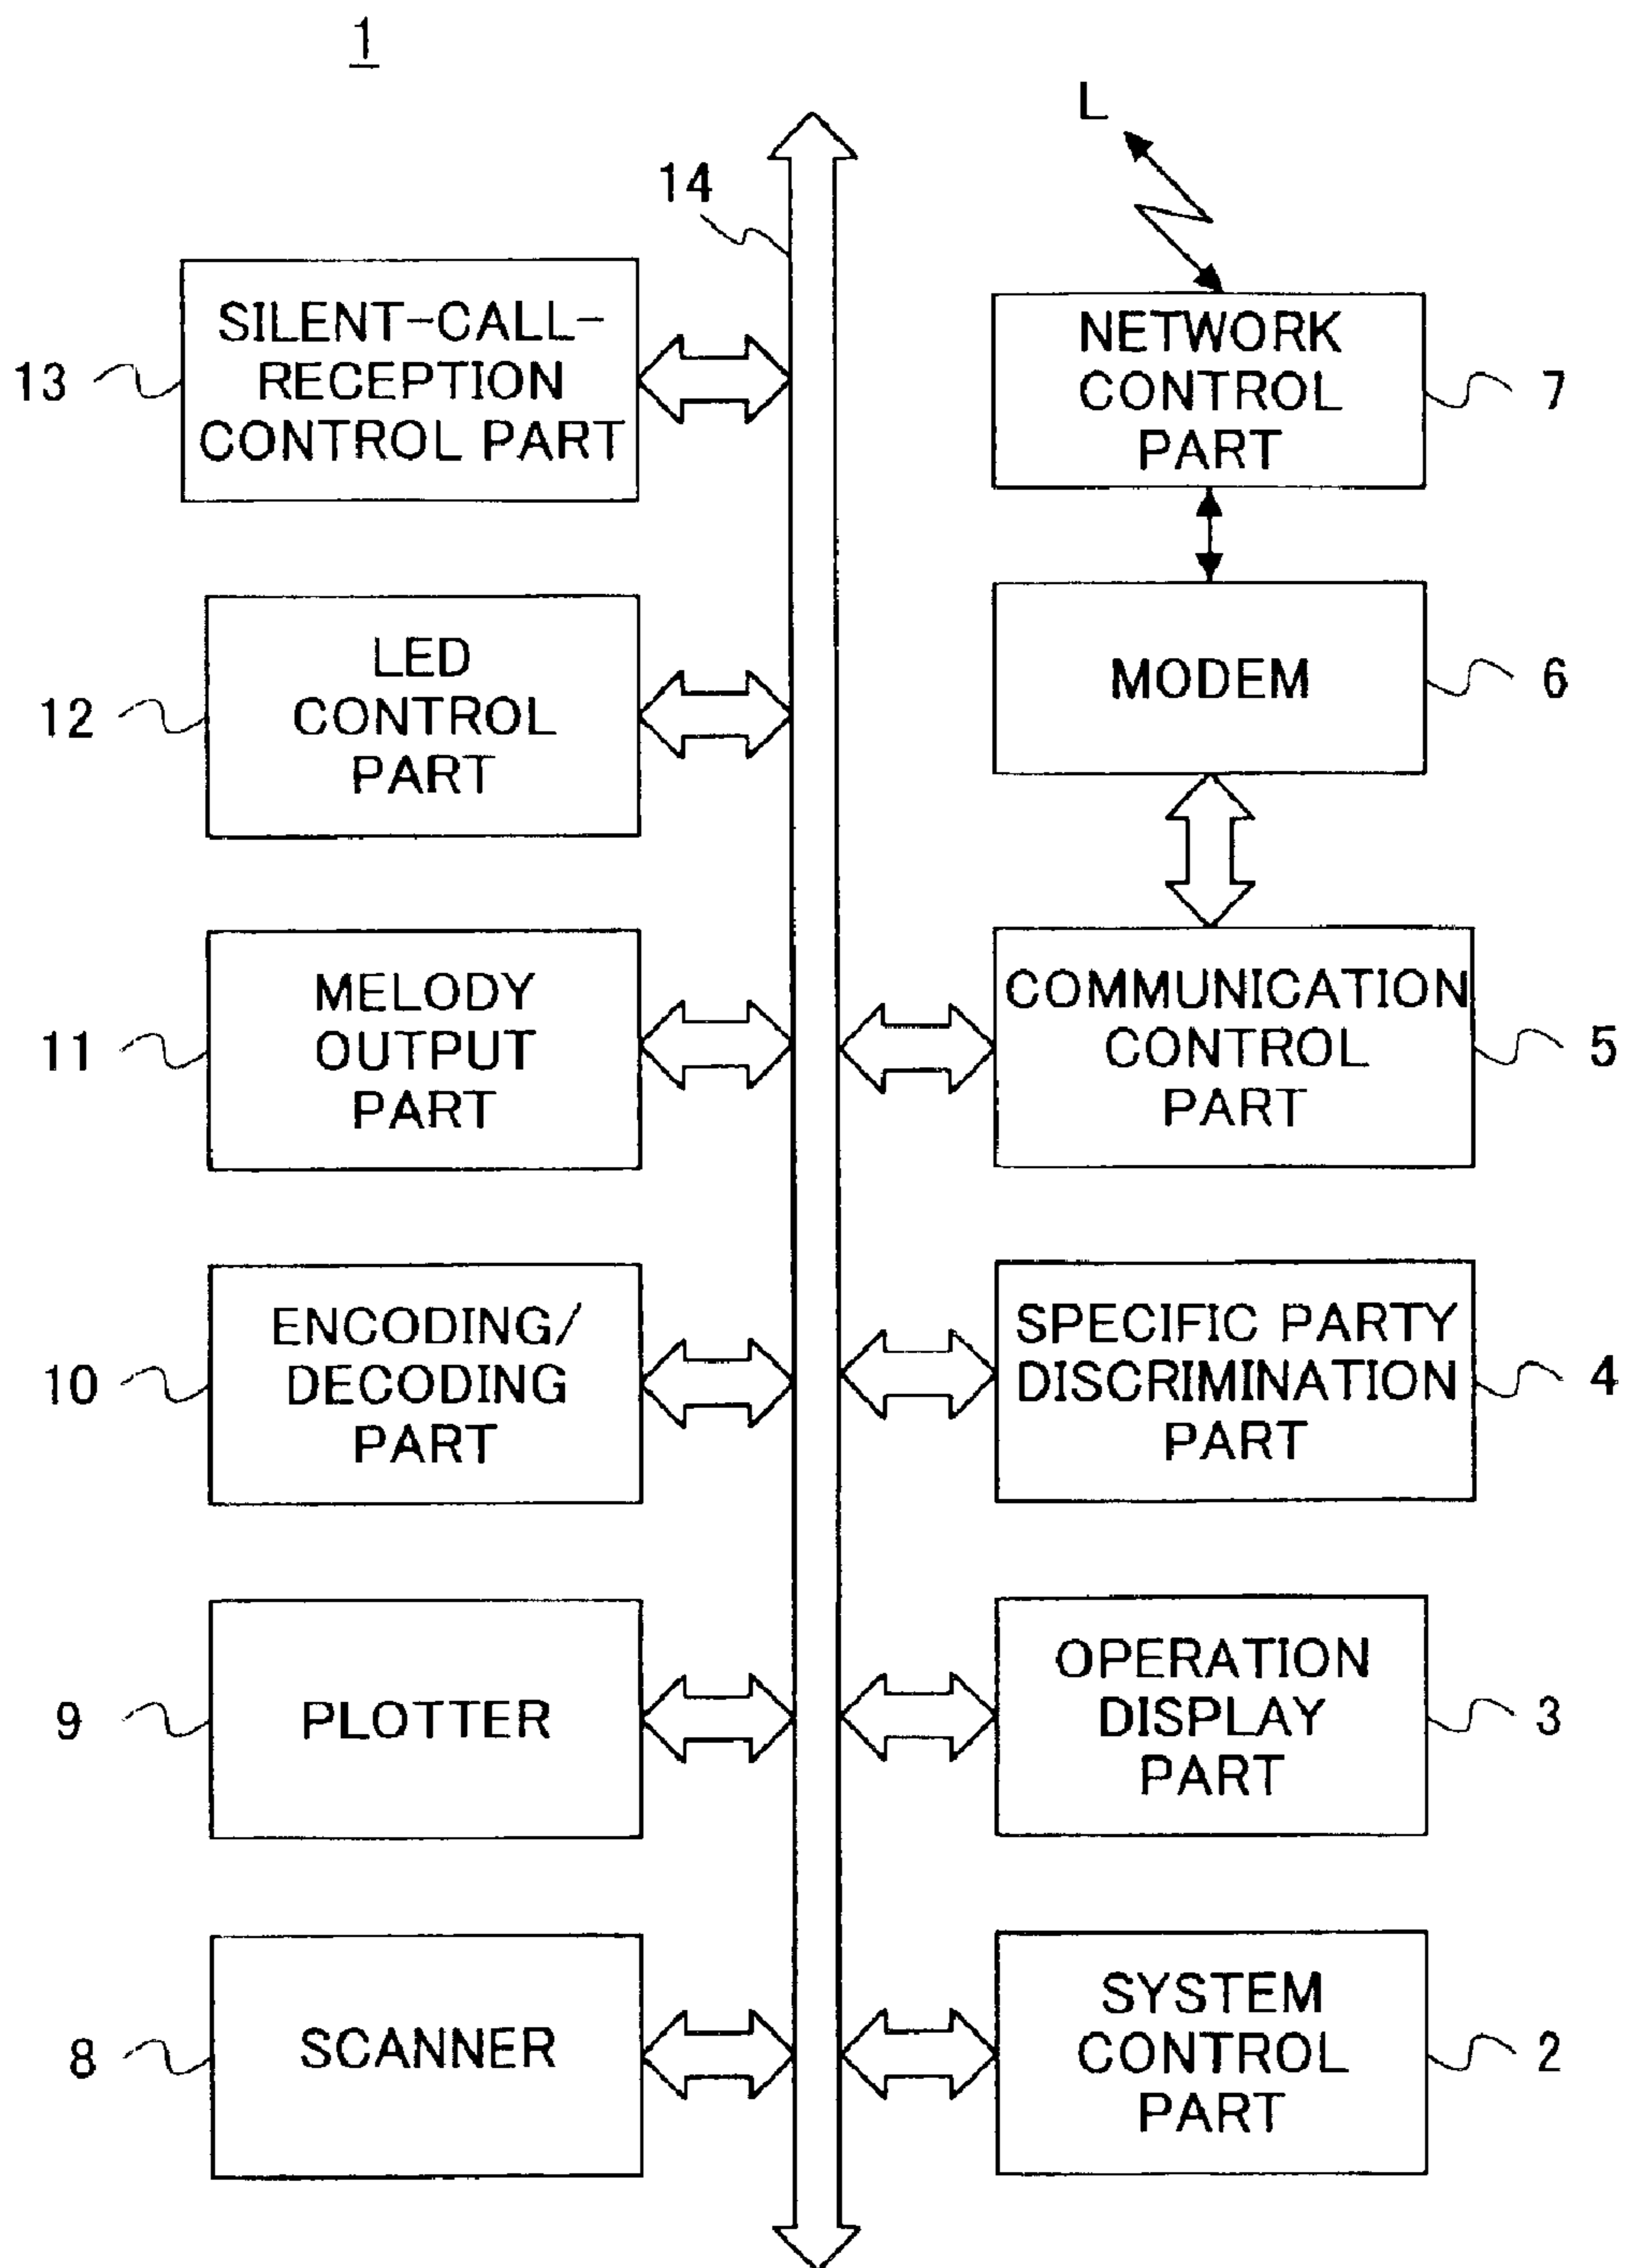 1
L
14
SILENT-CALL-
RECEPTION
CONTROL PART
13
NETWORK
CONTROL
PART
7
LED
CONTROL
PART
12
MODEM
6
MELODY
OUTPUT
PART
11
COMMUNICATION
CONTROL
PART
5
ENCODING/
DECODING
PART
10
SPECIFIC PARTY
DISCRIMINATION
PART
4
PLOTTER
9
OPERATION
DISPLAY
PART
3
SCANNER
8
SYSTEM
CONTROL
PART
2